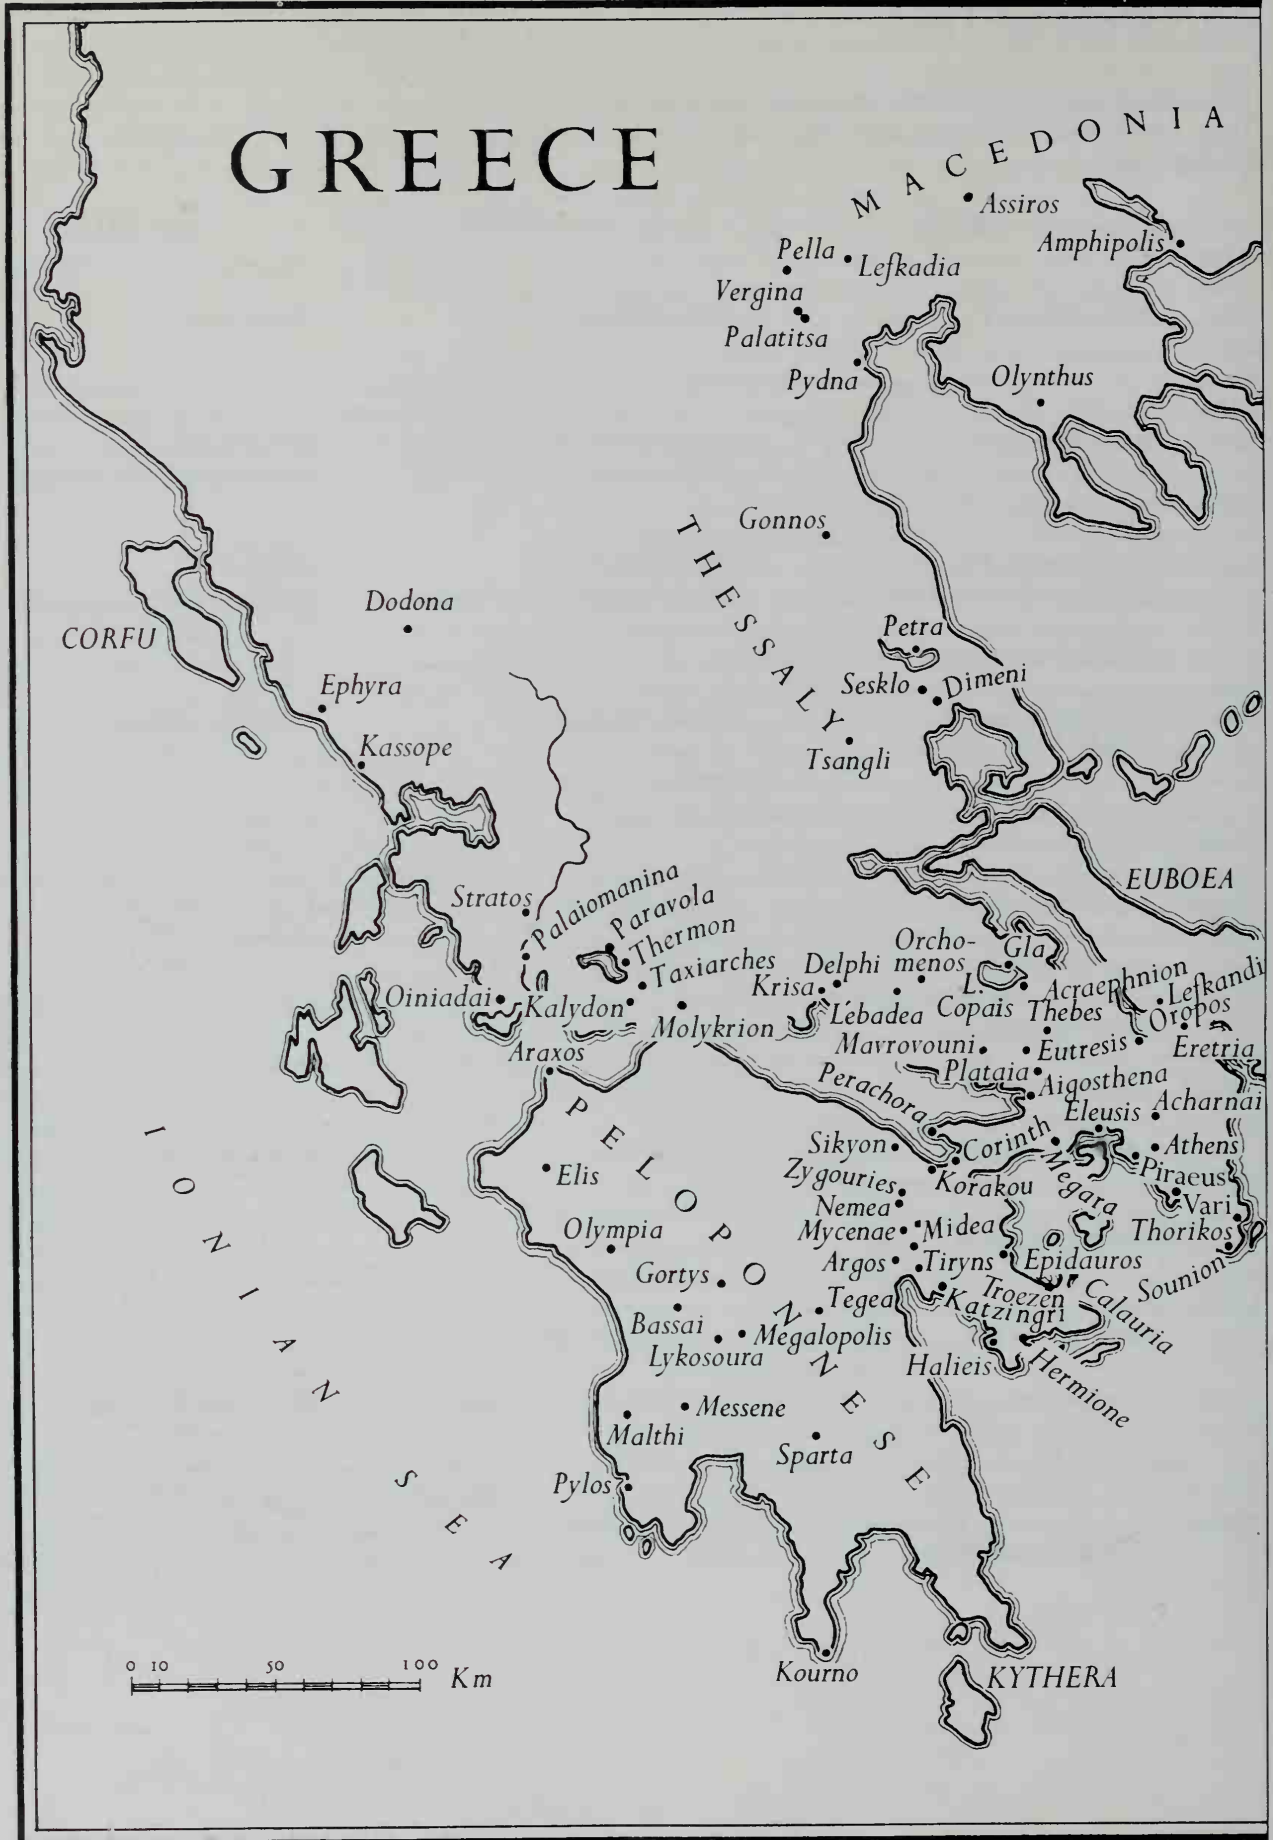 GREECE
MACEDONIA
Assiros
Amphipolis
Pella
Lefkadia
Vergina
Palatitsa
Pydna
Olynthus
THESSALY
Gonnos
Dodona
CORFU
Petra
Sesklo
Dimeni
Ephyra
Kassope
Tsangli
EUBOEA
Stratos
Palaiomanina
Paravola
Thermon
Taxiarches
Orcho-
menos
Gla
Delphi
Krisa
L.
Copais
Acraephnion
Lefkandi
Oiniadai
Kalydon
Lebadea
Thebes
Oropos
Molykrion
Mavrovouni
Eutresis
Eretria
Araxos
Plataia
Aigosthena
Perachora
Eleusis
Acharnai
PELOPONNESE
Sikyon
Corinth
Athens
Elis
Zygouries
Korakou
Megara
Piraeus
Nemea
Vari
Mycenae
Midea
Thorikos
Olympia
Argos
Tiryns
Epidauros
Sounion
Gortys
Troezen
Calauria
Tegea
Katzingri
Bassai
Megalopolis
Lykosoura
Halieis
Hermione
IONIAN SEA
Messene
Malthi
Sparta
Pylos
0 10 50 100 Km
Kourno
KYTHERA